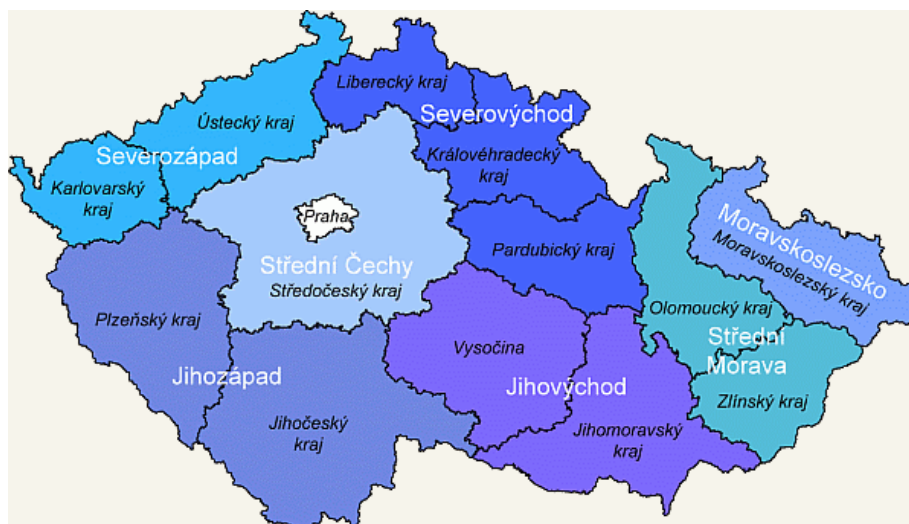 Liberecký kraj
Severovýchod
Ústecký kraj
Severozápad
Královéhradecký
kraj
Karlovarský
kraj
Praha
Moravskoslezsko
Moravskoslezský kraj
Pardubický kraj
Střední Čechy
Středočeský kraj
Olomoucký kraj
Plzeňský kraj
Vysočina
Střední
Morava
Jihozápad
Jihovýchod
Zlínský kraj
Jihočeský
kraj
Jihomoravský
kraj